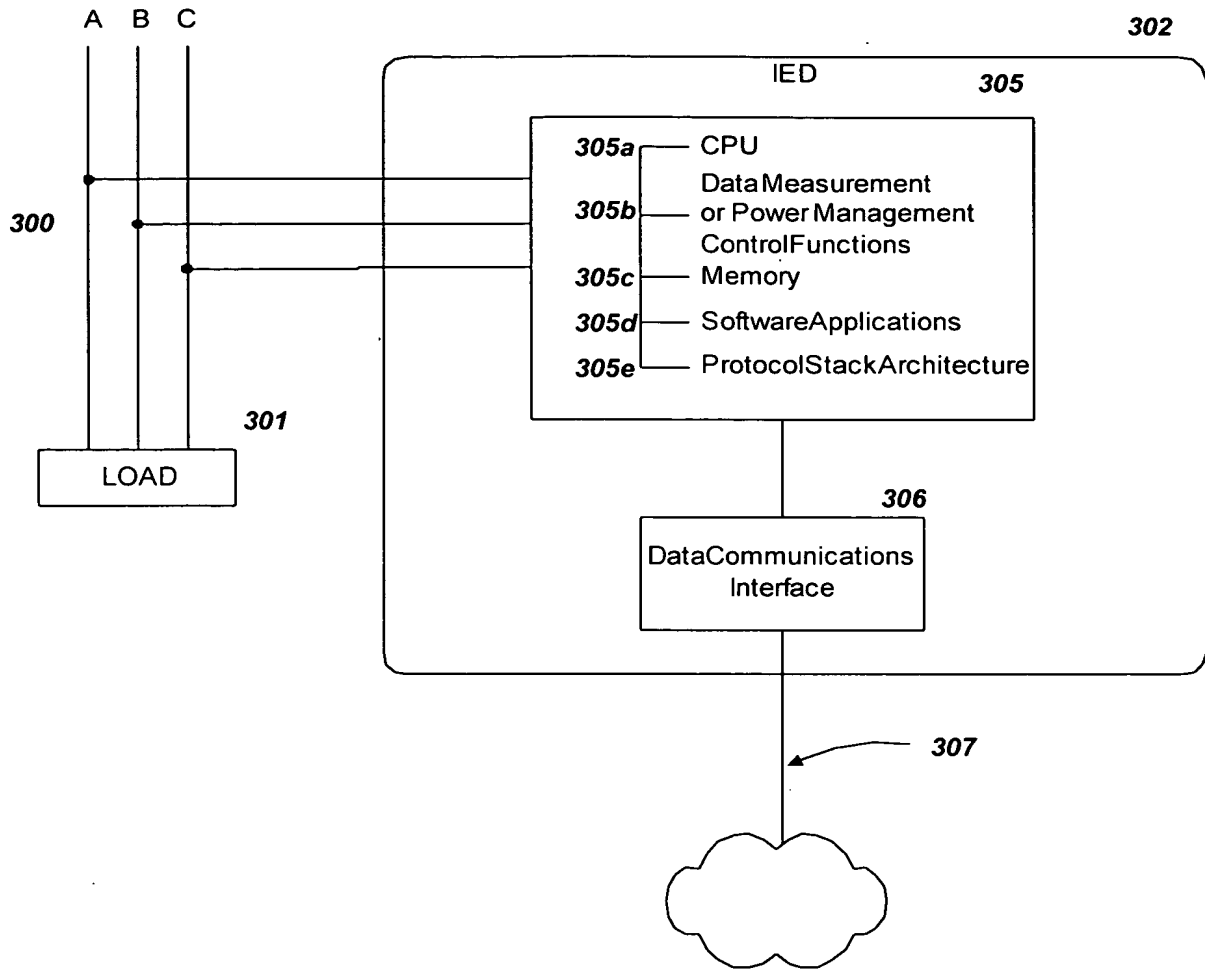 A B C
302
IED
305
305a CPU
Data Measurement
305b or Power Management
Control Functions
300
305c Memory
305d Software Applications
305e Protocol Stack Architecture
301
LOAD
306
Data Communications
Interface
307